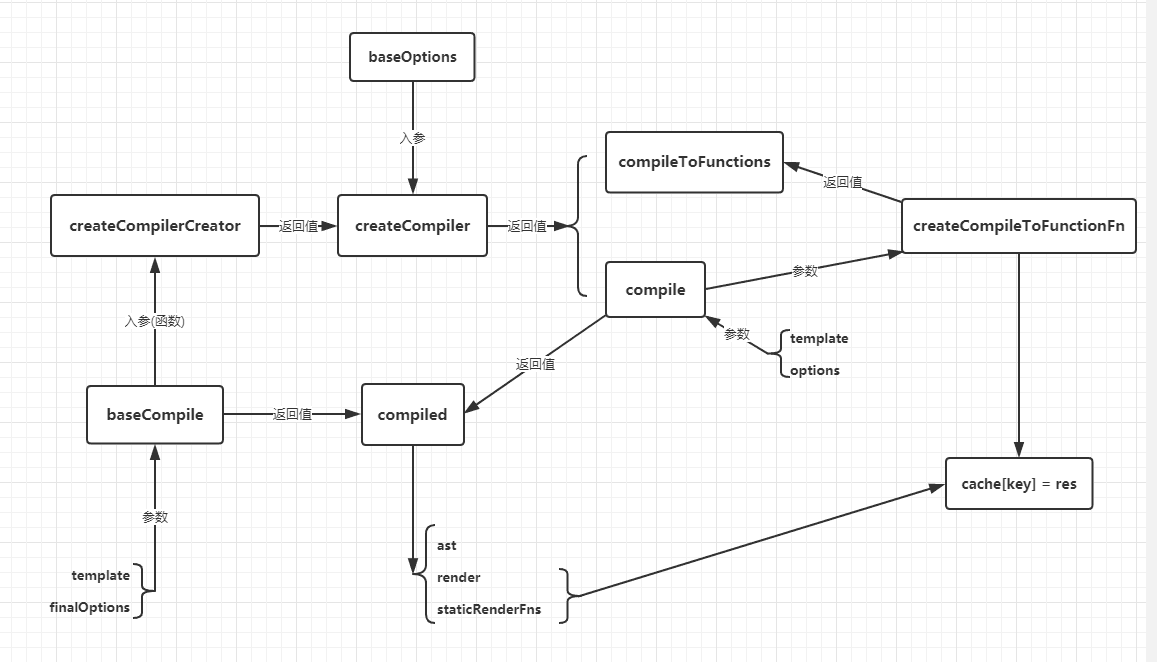 baseOptions
入参
compileToFunctions
返回值
createCompilerCreator
返回值
createCompiler
返回值
createCompileToFunctionFn
参数
compile
入参(函数)
参数
template
返回值
options
baseCompile
返回值
compiled
cache[key] = res
参数
ast
template
render
finalOptions
staticRenderFns